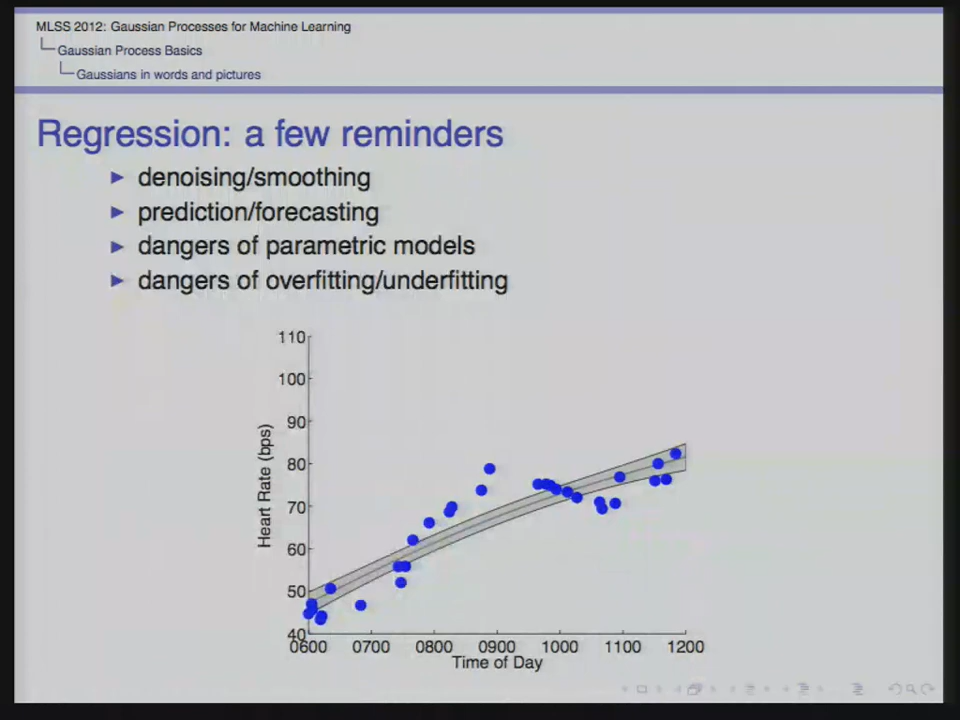 MLSS 2012: Gaussian Processes for Machine Learning
Gaussian Process Basics
Gaussians in words and pictures
Regression: a few reminders
denoising/smoothing
prediction/forecasting
dangers of parametric models
dangers of overfitting/underfitting
110
100
90
80
70
60
50
40
Heart Rate (bps)
0600 0700 0800 0900 1000 1100 1200
Time of Day